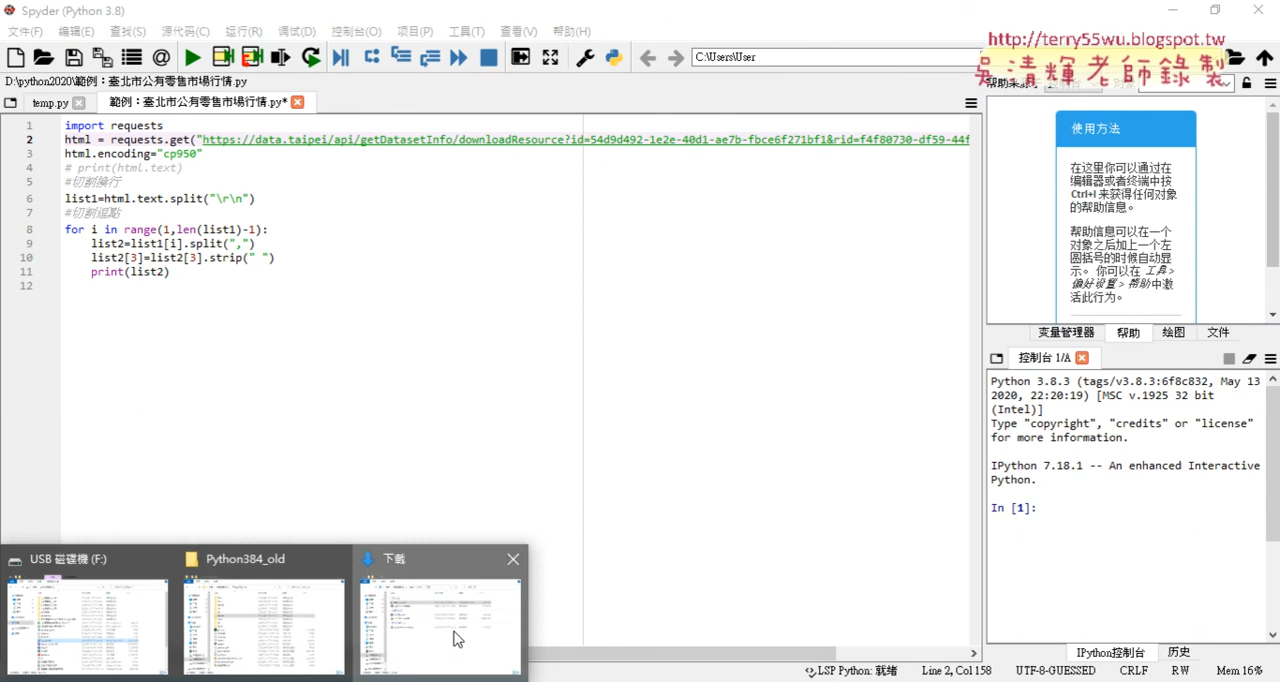 Spyder (Python 3.8)
文件(F) 编辑(E) 查找(S) 源代码(C) 运行(R) 调试(D) 控制台(O) 项目(P) 工具(T) 查看(V) 帮助(H)
http://terry55wu.blogspot.tw
吳清輝老師錄製
C:\Users\User
D:\python2020\範例：臺北市公有零售市場行情.py
temp.py
範例：臺北市公有零售市場行情.py*
1 import requests
2 html = requests.get("https://data.taipei/api/getDatasetInfo/downloadResource?id=54d9d492-1e2e-40d1-ae7b-fbce6f271bf1&rid=f4f80730-df59-44f
3 html.encoding="cp950"
4 # print(html.text)
5 #切割換行
6 list1=html.text.split("\r\n")
7 #切割逗點
8 for i in range(1,len(list1)-1):
9 list2=list1[i].split(",")
10 list2[3]=list2[3].strip(" ")
11 print(list2)
12
帮助来源
使用方法
在这里你可以通过在
编辑器或者终端中按
Ctrl+I 来获得任何对象
的帮助信息。
帮助信息可以在一个
对象之后加上一个左
圆括号的时候自动显
示。 你可以在 工具 >
偏好设置 > 帮助 中激
活此行为。
变量管理器 帮助 绘图 文件
控制台 1/A
Python 3.8.3 (tags/v3.8.3:6f8c832, May 13
2020, 22:20:19) [MSC v.1925 32 bit
(Intel)]
Type "copyright", "credits" or "license"
for more information.
IPython 7.18.1 -- An enhanced Interactive
Python.
In [1]:
USB 磁碟機 (F:)
Python384_old
下載
IPython控制台 历史
LSP Python: 就绪 Line 2, Col 158 UTF-8-GUESSED CRLF RW Mem 16%